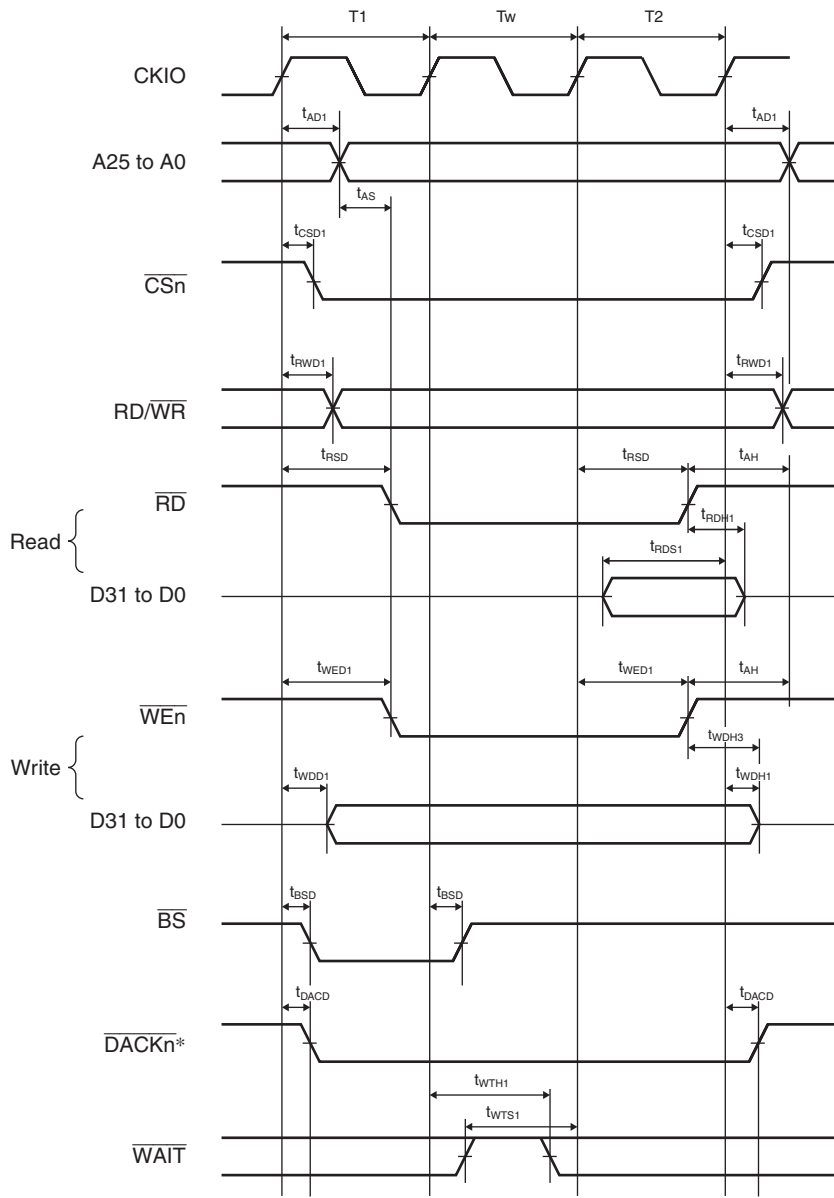 T1 Tw T2
CKIO
tAD1 tAD1
A25 to A0
tAS
tCSD1 tCSD1
CSn
tRWD1 tRWD1
RD/WR
tRSD tRSD tAH
RD
tRDH1
Read
tRDS1
D31 to D0
tWED1 tWED1 tAH
WEn
tWDH3
Write
tWDD1 tWDH1
D31 to D0
tBSD tBSD
BS
tDACD tDACD
DACKn*
tWTH1
tWTS1
WAIT